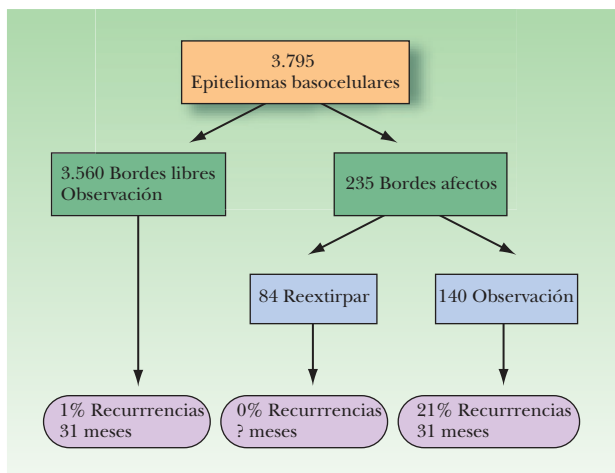 3.795
Epiteliomas basocelulares
3.560 Bordes libres
Observación
235 Bordes afectos
84 Reextirpar
140 Observación
1% Recurrrencias
31 meses
0% Recurrrencias
? meses
21% Recurrrencias
31 meses